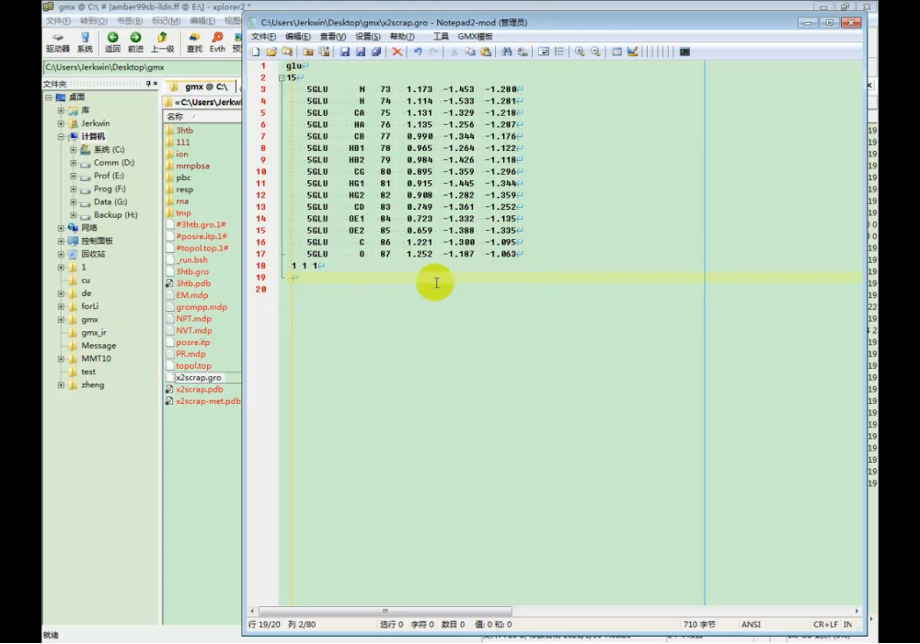 gmx @ C:\ # [amber99sb-ildn.ff @ E:\] - xplorer2
文件(F) 转到(O) 书签(B) 标记(M) 编辑(E) 视图
驱动器 系统 返回 前进 上一级 查找 Evth
C:\Users\Jerkwin\Desktop\gmx
文件夹
桌面
库
Jerkwin
计算机
系统 (C:)
Comm (D:)
Prof (E:)
Prog (F:)
Data (G:)
Backup (H:)
网络
控制面板
回收站
1
cu
de
forLi
gmx
gmx_ir
Message
MMT10
test
zheng
就绪
gmx @ C:\
«C:\Users\Jerkwi
名称
3htb
111
ion
mmpbsa
pbc
resp
rna
tmp
#3htb.gro.1#
#posre.itp.1#
#topol.top.1#
_run.bsh
3htb.gro
3htb.pdb
EM.mdp
grompp.mdp
NPT.mdp
NVT.mdp
posre.itp
PR.mdp
topol.top
x2scrap.gro
x2scrap.pdb
x2scrap-met.pdb
C:\Users\Jerkwin\Desktop\gmx\x2scrap.gro - Notepad2-mod (管理员)
文件(F) 编辑(E) 查看(V) 设置(S) 帮助(?) 工具 GMX模板
1 glu
2 15
3 5GLU N 73 1.173 -1.453 -1.280
4 5GLU H 74 1.114 -1.533 -1.281
5 5GLU CA 75 1.131 -1.329 -1.218
6 5GLU HA 76 1.135 -1.256 -1.287
7 5GLU CB 77 0.990 -1.344 -1.176
8 5GLU HB1 78 0.965 -1.264 -1.122
9 5GLU HB2 79 0.984 -1.426 -1.118
10 5GLU CG 80 0.895 -1.359 -1.296
11 5GLU HG1 81 0.915 -1.445 -1.344
12 5GLU HG2 82 0.908 -1.282 -1.359
13 5GLU CD 83 0.749 -1.361 -1.252
14 5GLU OE1 84 0.723 -1.332 -1.135
15 5GLU OE2 85 0.659 -1.388 -1.335
16 5GLU C 86 1.221 -1.300 -1.095
17 5GLU O 87 1.252 -1.187 -1.063
18 1 1 1
19
20
行 19/20 列 2/80 选行 0 字符 0 数目 0 值: 0 和: 0 710 字节 ANSI CR+LF IN